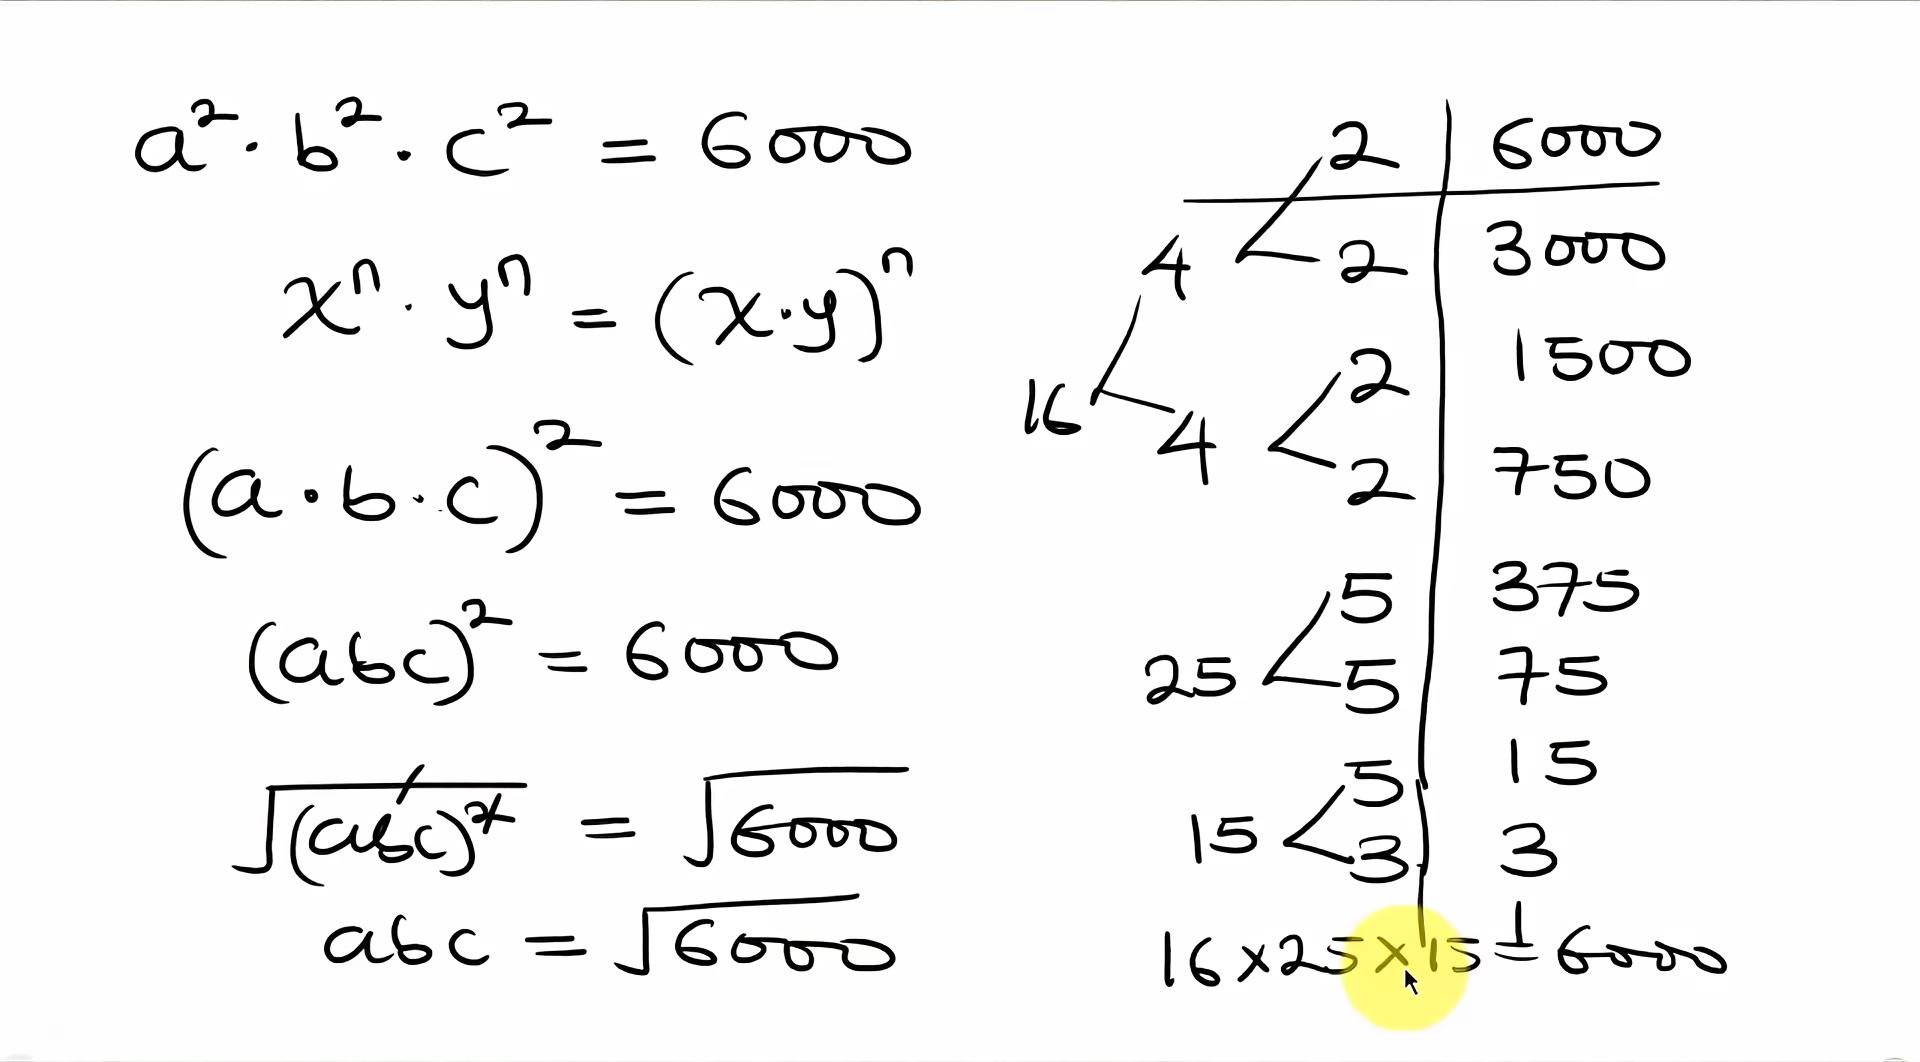 a² · b² · c² = 6000
xⁿ · yⁿ = (x·y)ⁿ
(a · b · c)² = 6000
(abc)² = 6000
√(abc)² = √6000
abc = √6000
2 | 6000
4 < 2 | 3000
2 | 1500
16 < 4 < 2 | 750
5 | 375
25 < 5 | 75
5 | 15
15 < 3 | 3
1
16 × 25 × 15 = 6000